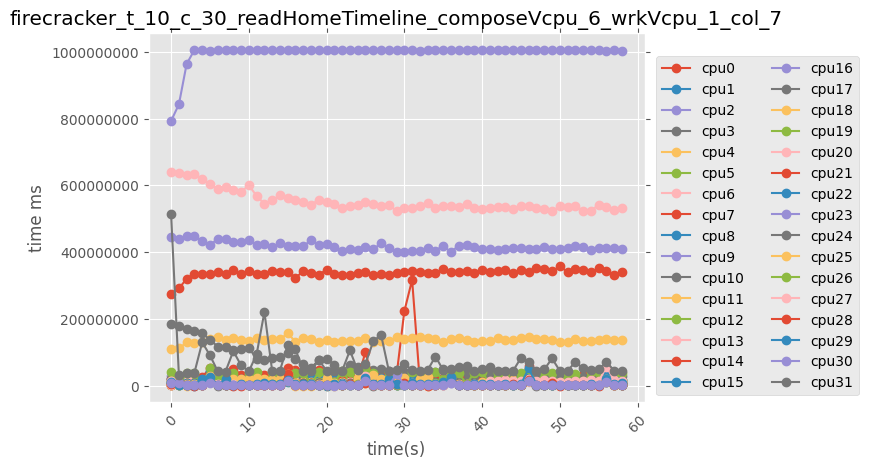 firecracker_t_10_c_30_readHomeTimeline_composeVcpu_6_wrkVcpu_1_col_7
1000000000
800000000
600000000
400000000
200000000
0
time ms
0
10
20
30
40
50
60
time(s)
cpu0
cpu1
cpu2
cpu3
cpu4
cpu5
cpu6
cpu7
cpu8
cpu9
cpu10
cpu11
cpu12
cpu13
cpu14
cpu15
cpu16
cpu17
cpu18
cpu19
cpu20
cpu21
cpu22
cpu23
cpu24
cpu25
cpu26
cpu27
cpu28
cpu29
cpu30
cpu31